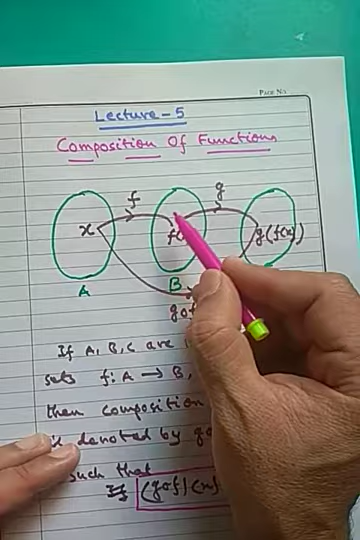 PAGE No.
Lecture-5
Composition Of Functions
f g
x f( g(f(x))
A B
gof
If A, B, C are
sets f: A → B,
then composition
is denoted by go
such that
If (gof)(x)